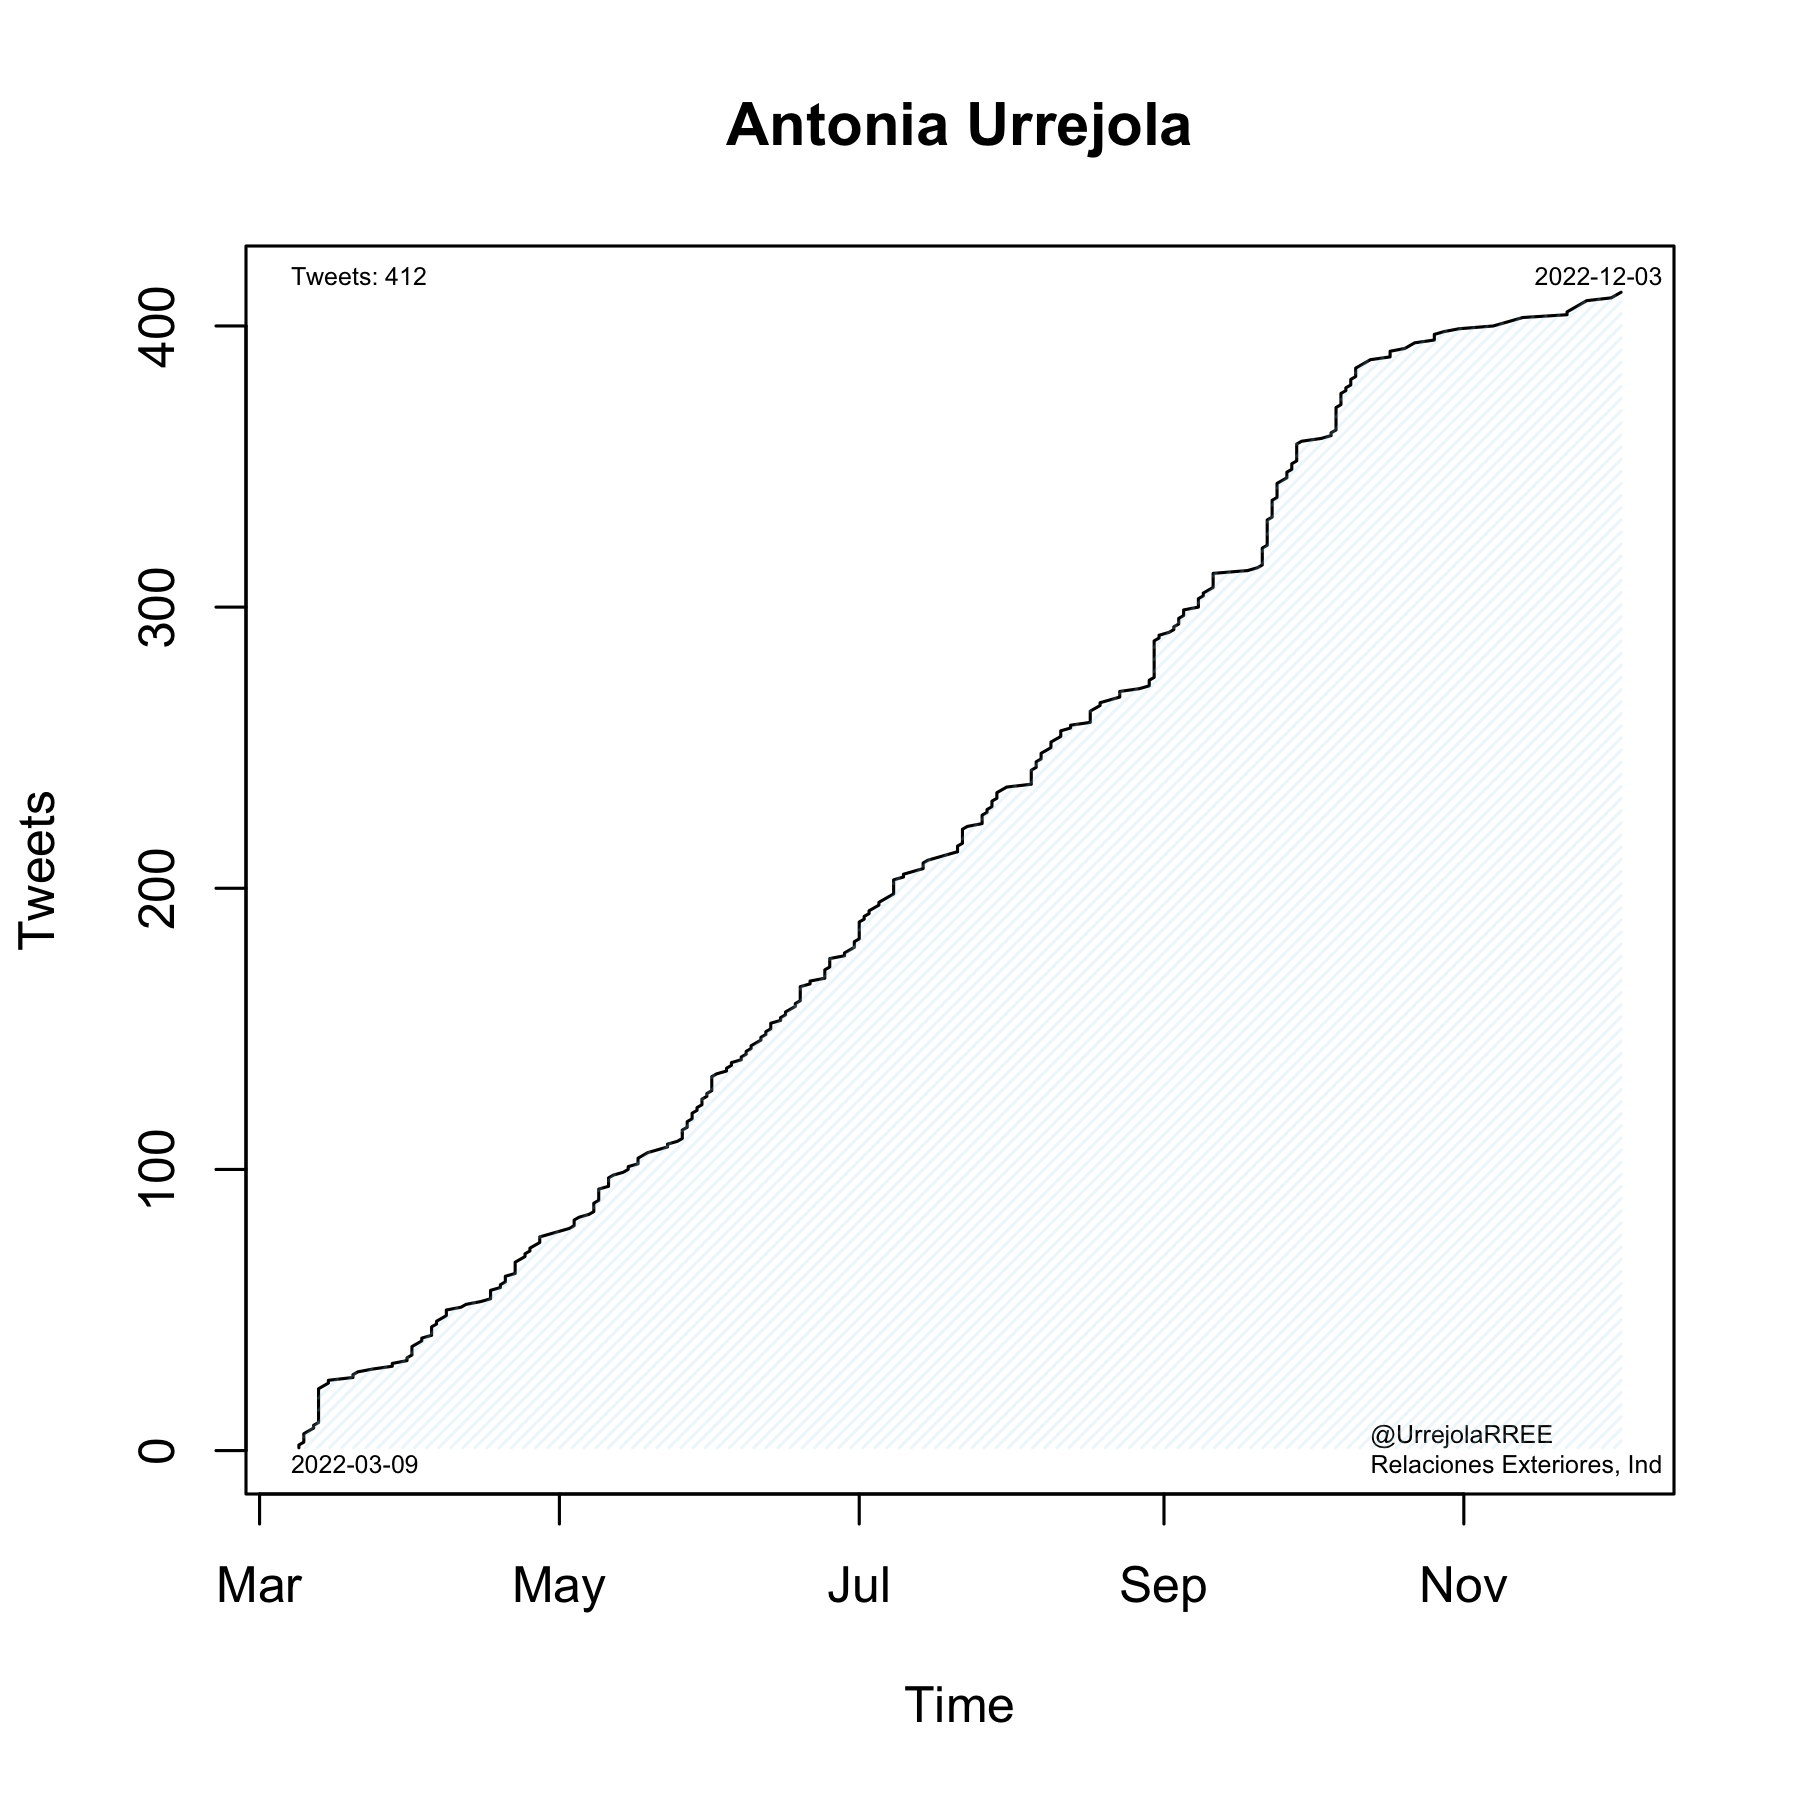 Antonia Urrejola
Tweets: 412
2022-12-03
400
300
200
100
0
Tweets
@UrrejolaRREE
2022-03-09
Relaciones Exteriores, Ind
Mar
May
Jul
Sep
Nov
Time